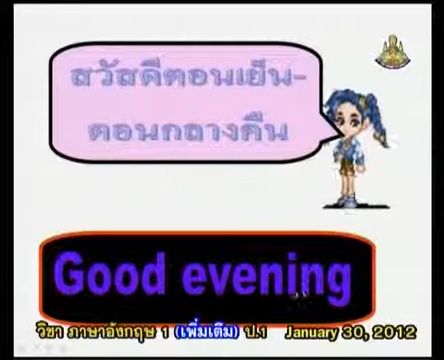 สวัสดีตอนเย็น-
ตอนกลางคืน
Good evening
วิชา ภาษาอังกฤษ 1 (เพิ่มเติม) ป.1 January 30, 2012